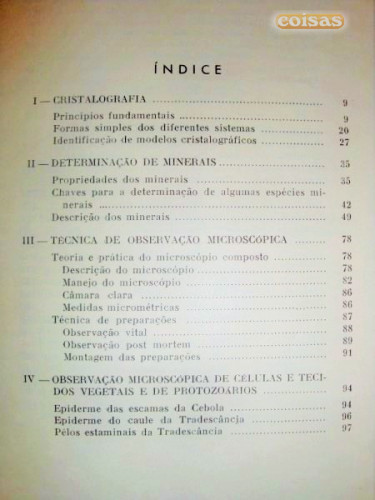 coisas
ÍNDICE
I — CRISTALOGRAFIA . . . . . . . . . . 9
Princípios fundamentais . . . . . . . . . . 9
Formas simples dos diferentes sistemas . . . . 20
Identificação de modelos cristalográficos . . . . 27
II — DETERMINAÇÃO DE MINERAIS . . . . . 35
Propriedades dos minerais . . . . . . . . 35
Chaves para a determinação de algumas espécies mi-
nerais . . . . . . . . . . 42
Descrição dos minerais . . . . . . . . 49
III — TÉCNICA DE OBSERVAÇÃO MICROSCÓPICA . . 78
Teoria e prática do microscópio composto . . . . 78
Descrição do microscópio . . . . . . 78
Manejo do microscópio . . . . . . 82
Câmara clara . . . . . . . . 86
Medidas micrométricas . . . . . . 86
Técnica de preparações . . . . . . . . 87
Observação vital . . . . . . . . 88
Observação post mortem . . . . . . 89
Montagem das preparações . . . . . . 91
IV — OBSERVAÇÃO MICROSCÓPICA DE CÉLULAS E TECI-
DOS VEGETAIS E DE PROTOZOÁRIOS . . . . 94
Epiderme das escamas da Cebola . . . . . . 94
Epiderme do caule da Tradescância . . . . . 96
Pêlos estaminais da Tradescância . . . . . . 97